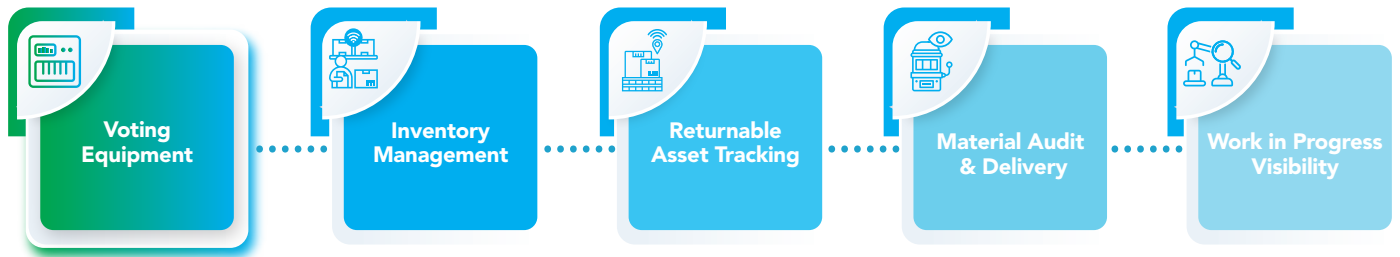 Voting
Equipment
Inventory
Management
Returnable
Asset Tracking
Material Audit
& Delivery
Work in Progress
Visibility